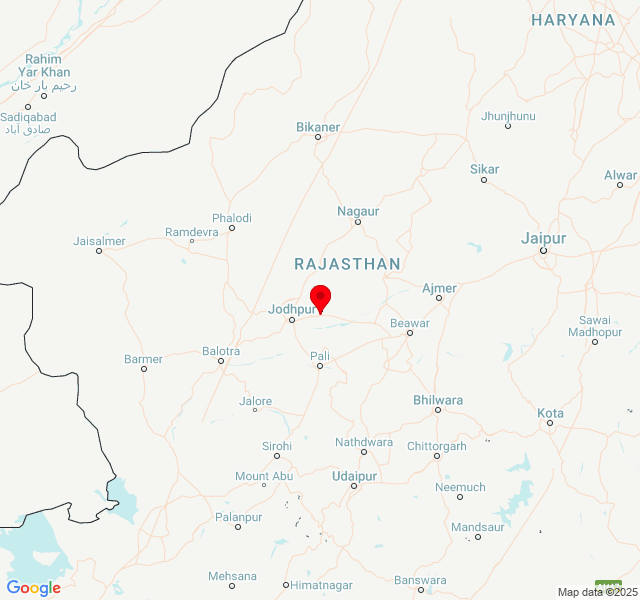 HARYANA
Rahim
Yar Khan
رحیم یار خان
Sadiqabad
صادق آباد
Jhunjhunu
Bikaner
Sikar
Alwar
Nagaur
Phalodi
Ramdevra
Jaisalmer
Jaipur
RAJASTHAN
Ajmer
Jodhpur
Beawar
Sawai
Madhopur
Balotra
Pali
Barmer
Jalore
Bhilwara
Kota
Nathdwara
Sirohi
Chittorgarh
Mount Abu
Udaipur
Neemuch
Palanpur
Mandsaur
Mehsana
Himatnagar
Banswara
Google
Map data ©2025